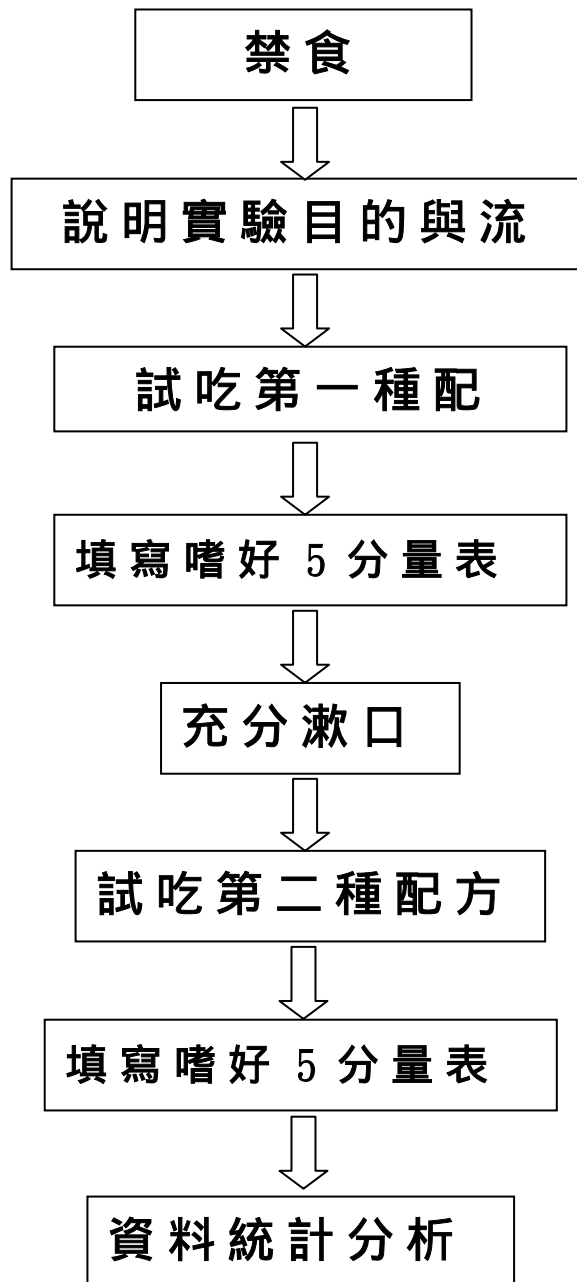 禁食
說明實驗目的與流
試吃第一種配
填寫嗜好 5 分量表
充分漱口
試吃第二種配方
填寫嗜好 5 分量表
資料統計分析